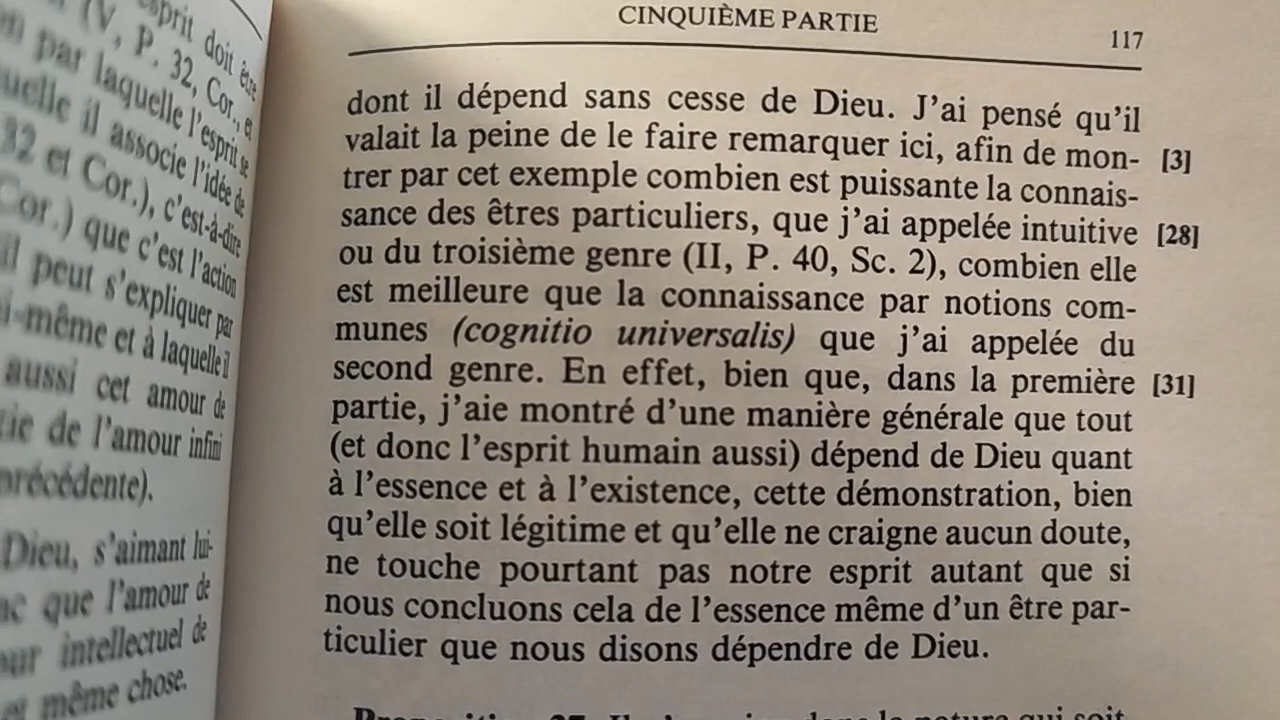 esprit doit être
(V, P. 32, Cor., et
par laquelle l'esprit se
il associe l'idée de
32 et Cor.), c'est-à-dire
Cor.) que c'est l'action
il peut s'expliquer par
même et à laquelle il
aussi cet amour de
de l'amour infini
précédente).
Dieu, s'aimant lui-
que l'amour de
intellectuel de
et même chose.
CINQUIÈME PARTIE
117
dont il dépend sans cesse de Dieu. J'ai pensé qu'il
valait la peine de le faire remarquer ici, afin de mon- [3]
trer par cet exemple combien est puissante la connais-
sance des êtres particuliers, que j'ai appelée intuitive [28]
ou du troisième genre (II, P. 40, Sc. 2), combien elle
est meilleure que la connaissance par notions com-
munes (cognitio universalis) que j'ai appelée du
second genre. En effet, bien que, dans la première [31]
partie, j'aie montré d'une manière générale que tout
(et donc l'esprit humain aussi) dépend de Dieu quant
à l'essence et à l'existence, cette démonstration, bien
qu'elle soit légitime et qu'elle ne craigne aucun doute,
ne touche pourtant pas notre esprit autant que si
nous concluons cela de l'essence même d'un être par-
ticulier que nous disons dépendre de Dieu.